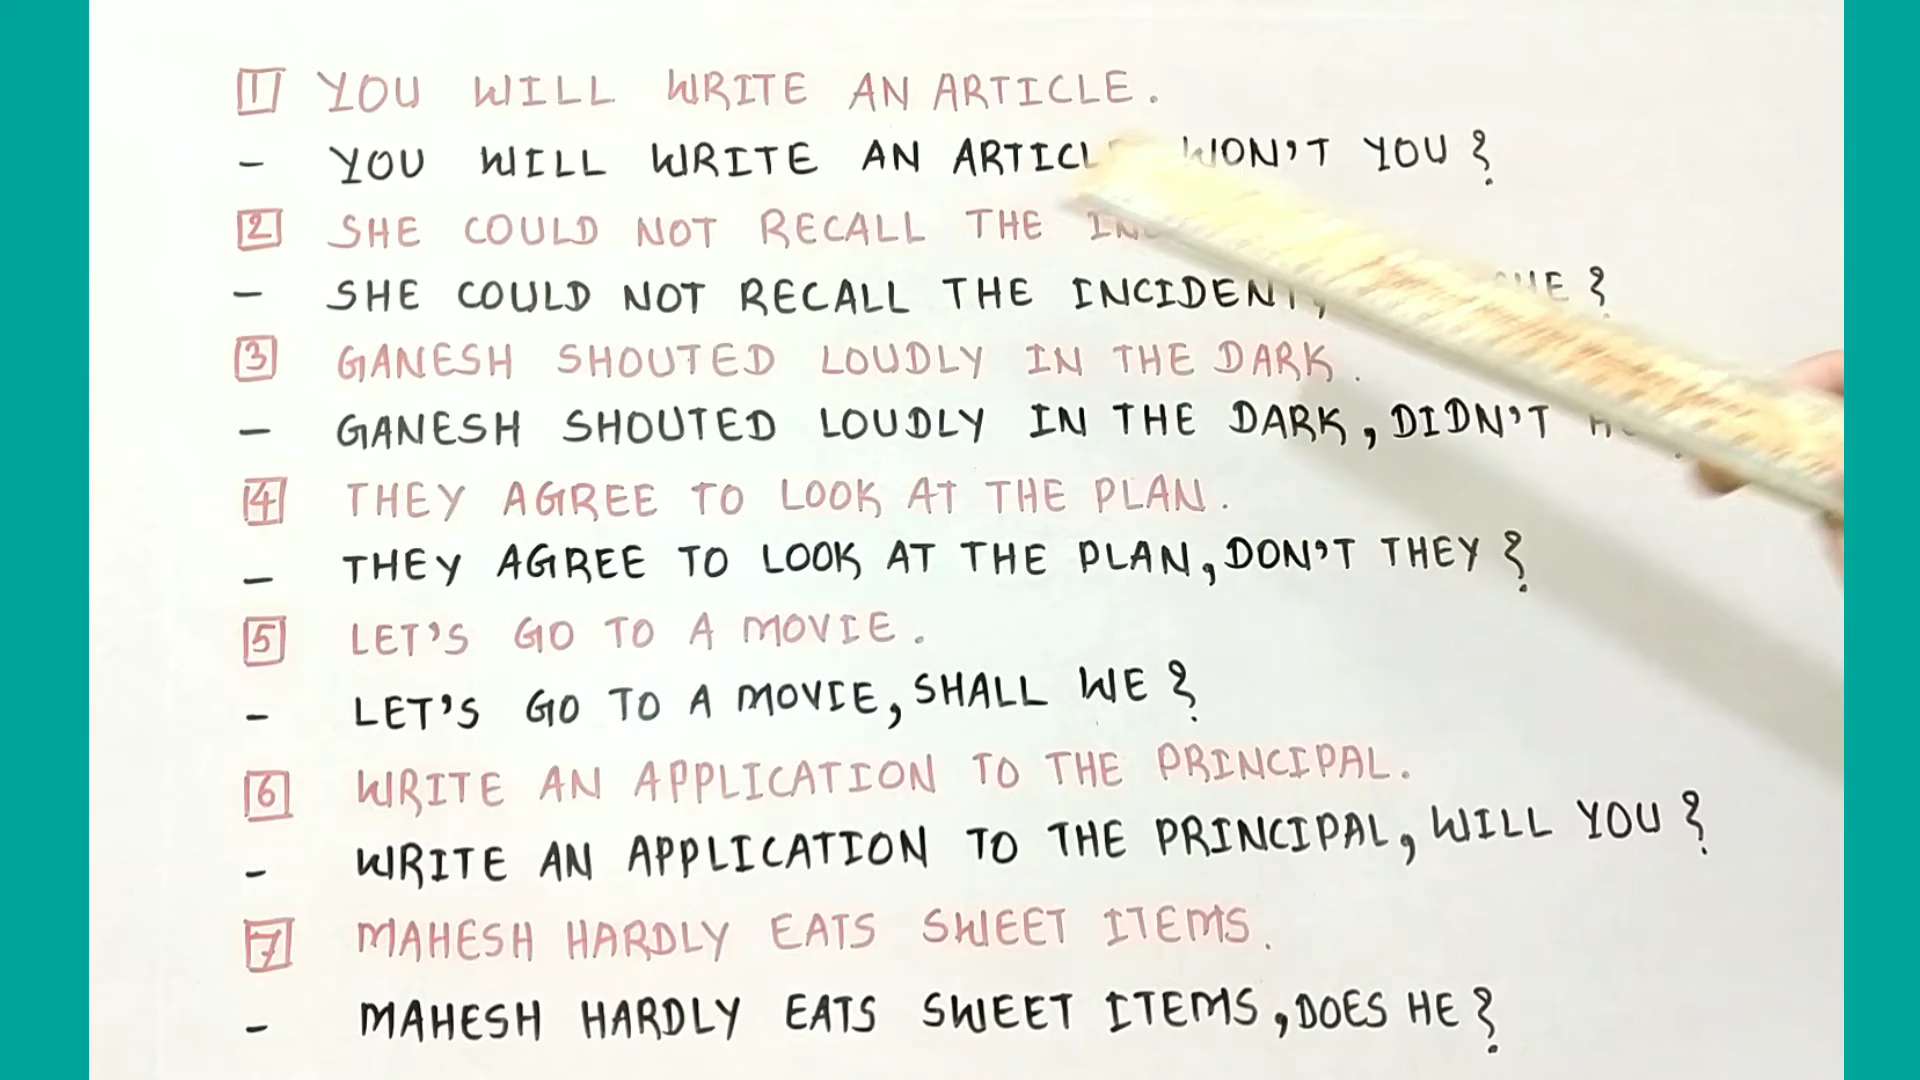 1 YOU WILL WRITE AN ARTICLE.
- YOU WILL WRITE AN WON'T YOU?
2 SHE COULD NOT RECALL THE
- SHE COULD NOT RECALL THE INCIDENT, ?
3 GANESH SHOUTED LOUDLY IN THE DARK.
- GANESH SHOUTED LOUDLY IN THE DARK, DIDN'T
4 THEY AGREE TO LOOK AT THE PLAN.
- THEY AGREE TO LOOK AT THE PLAN, DON'T THEY?
5 LET'S GO TO A MOVIE.
- LET'S GO TO A MOVIE, SHALL WE?
6 WRITE AN APPLICATION TO THE PRINCIPAL.
- WRITE AN APPLICATION TO THE PRINCIPAL, WILL YOU?
7 MAHESH HARDLY EATS SWEET ITEMS.
- MAHESH HARDLY EATS SWEET ITEMS, DOES HE?